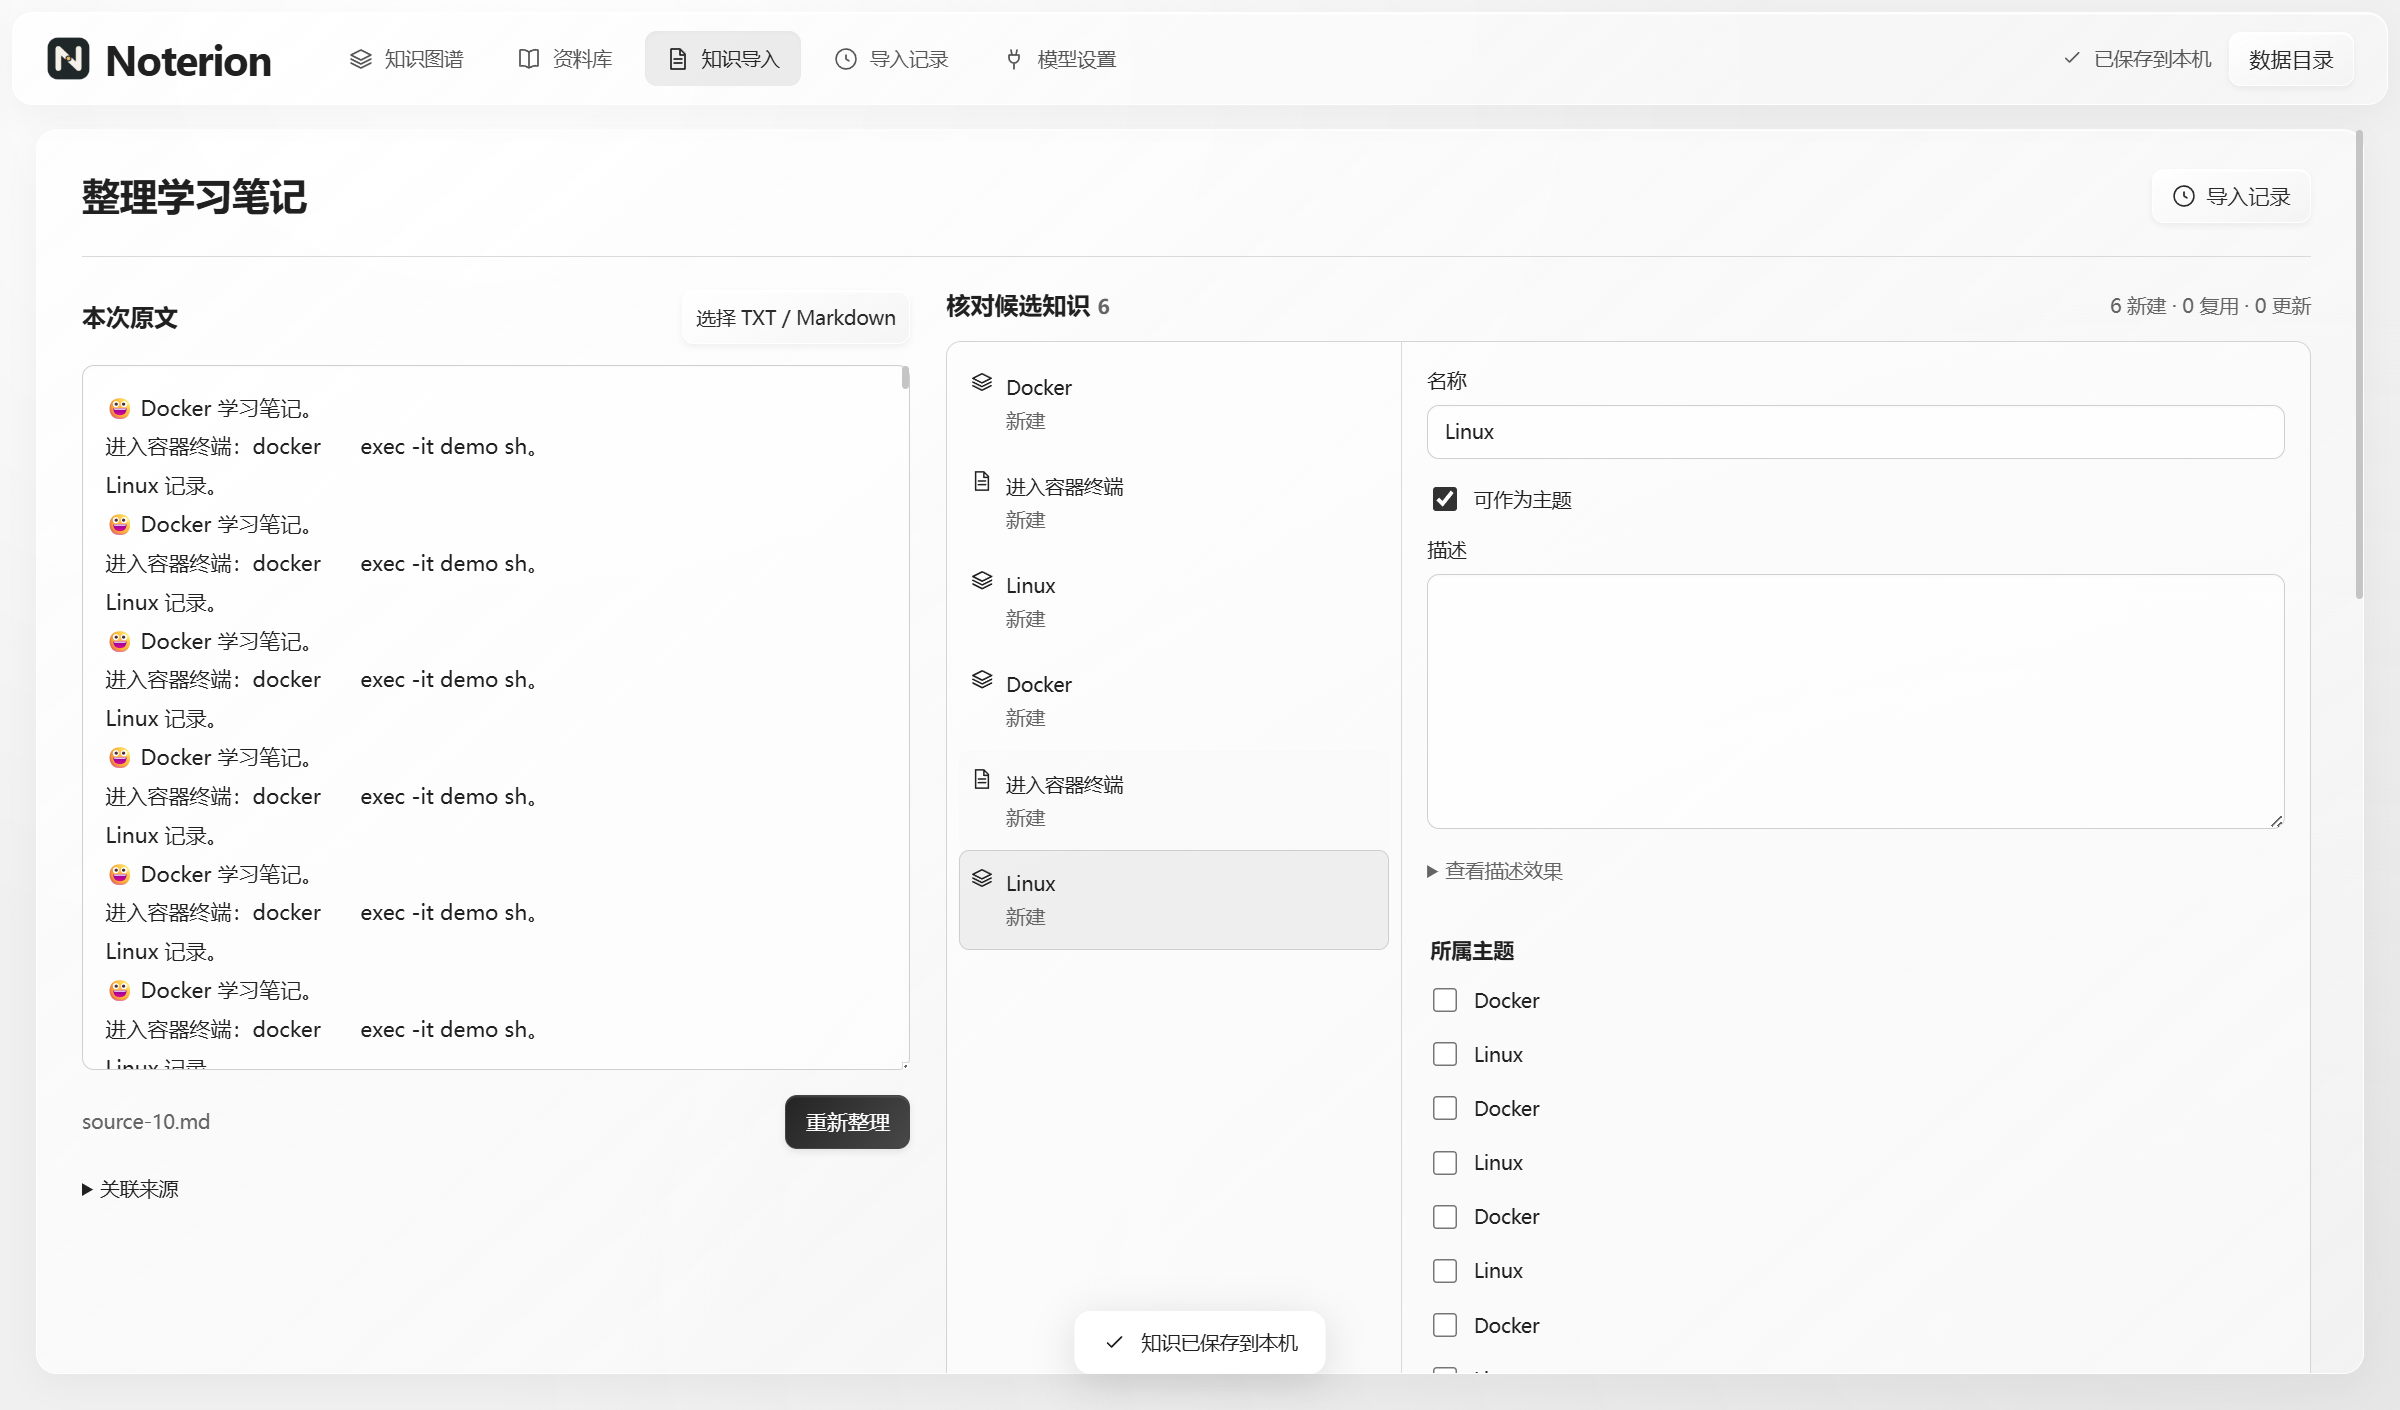 Noterion
知识图谱
资料库
知识导入
导入记录
模型设置
已保存到本机
数据目录
整理学习笔记
导入记录
本次原文
选择 TXT / Markdown
😀 Docker 学习笔记。
进入容器终端：docker exec -it demo sh。
Linux 记录。
😀 Docker 学习笔记。
进入容器终端：docker exec -it demo sh。
Linux 记录。
😀 Docker 学习笔记。
进入容器终端：docker exec -it demo sh。
Linux 记录。
😀 Docker 学习笔记。
进入容器终端：docker exec -it demo sh。
Linux 记录。
😀 Docker 学习笔记。
进入容器终端：docker exec -it demo sh。
Linux 记录。
😀 Docker 学习笔记。
进入容器终端：docker exec -it demo sh。
Linux 记录
source-10.md
重新整理
关联来源
核对候选知识 6
6 新建 · 0 复用 · 0 更新
Docker
新建
进入容器终端
新建
Linux
新建
Docker
新建
进入容器终端
新建
Linux
新建
名称
Linux
可作为主题
描述
查看描述效果
所属主题
Docker
Linux
Docker
Linux
Docker
Linux
Docker
知识已保存到本机